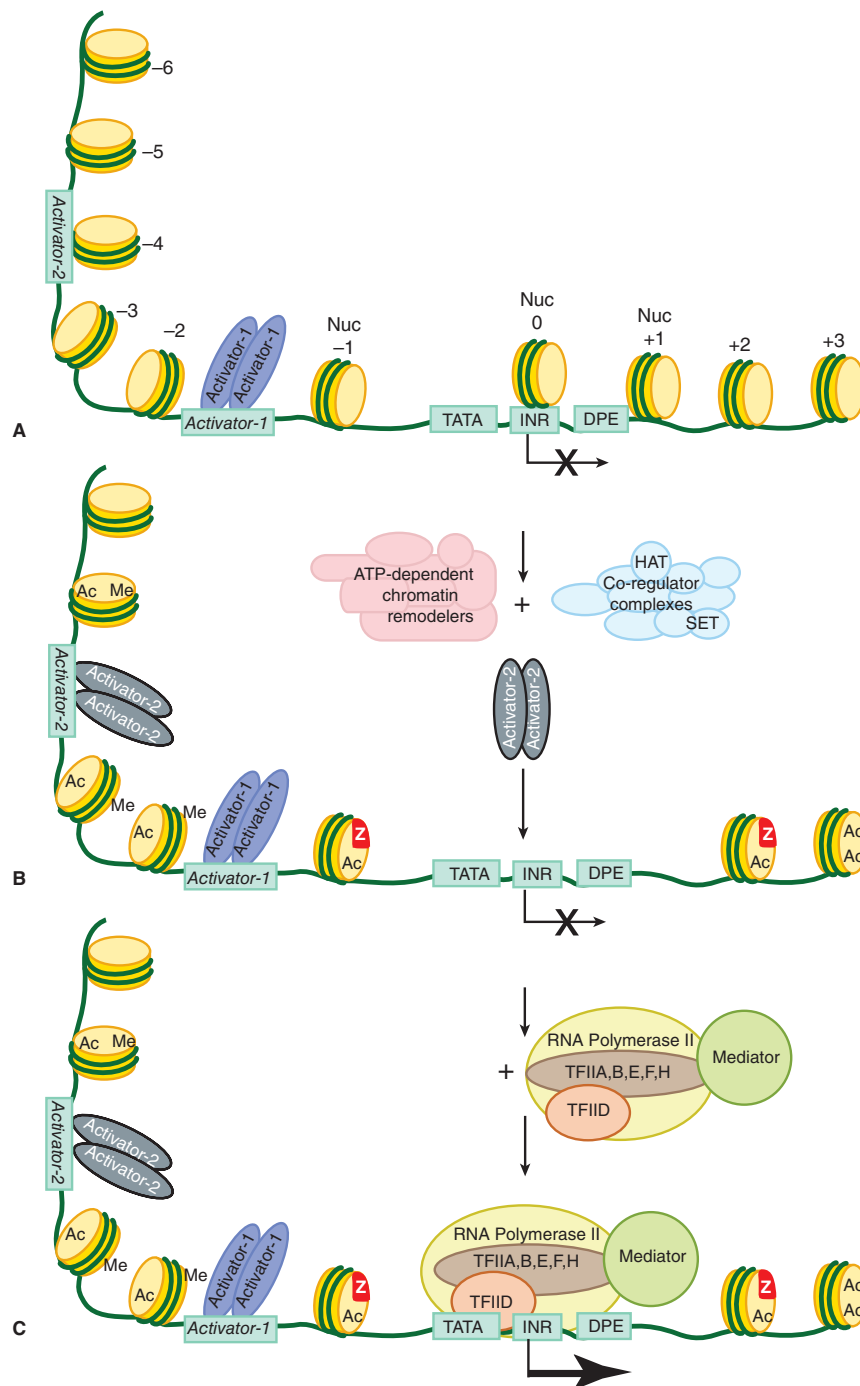 –6
–5
Activator-2
–4
–3
–2
Activator-1
Activator-1
Nuc
–1
Nuc
0
Nuc
+1
+2
+3
Activator-1
TATA
INR
DPE
A
X
ATP-dependent
chromatin
remodelers
+
HAT
Co-regulator
complexes
SET
Ac Me
Activator-2
Activator-2
Activator-2
Activator-2
Activator-2
Ac
Me
Ac
Me
Activator-1
Activator-1
Z
Ac
Z
Ac
Ac
Ac
Activator-1
TATA
INR
DPE
B
X
Ac Me
+
RNA Polymerase II
TFIIA,B,E,F,H
TFIID
Mediator
Activator-2
Activator-2
Activator-2
Ac
Me
Ac
Me
Activator-1
Activator-1
Z
Ac
RNA Polymerase II
TFIIA,B,E,F,H
TFIID
Mediator
Z
Ac
Ac
Ac
Activator-1
TATA
INR
DPE
C